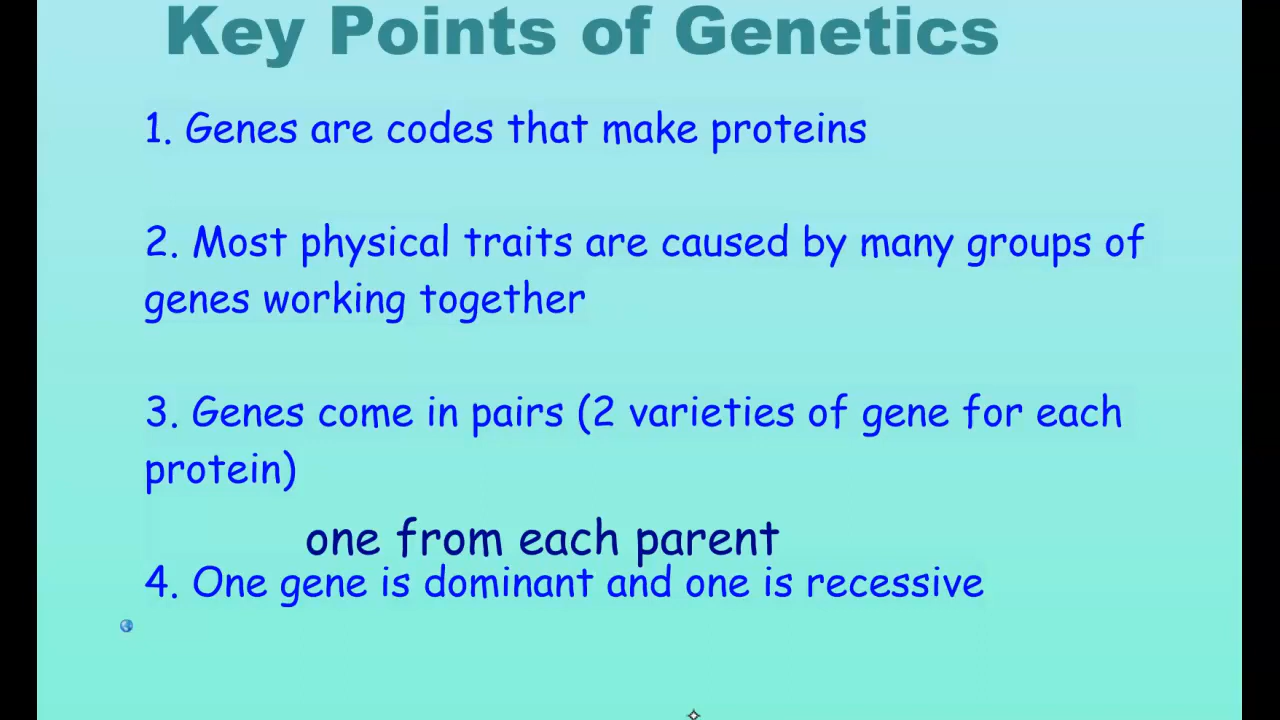 Key Points of Genetics
1. Genes are codes that make proteins
2. Most physical traits are caused by many groups of
genes working together
3. Genes come in pairs (2 varieties of gene for each
protein)
one from each parent
4. One gene is dominant and one is recessive